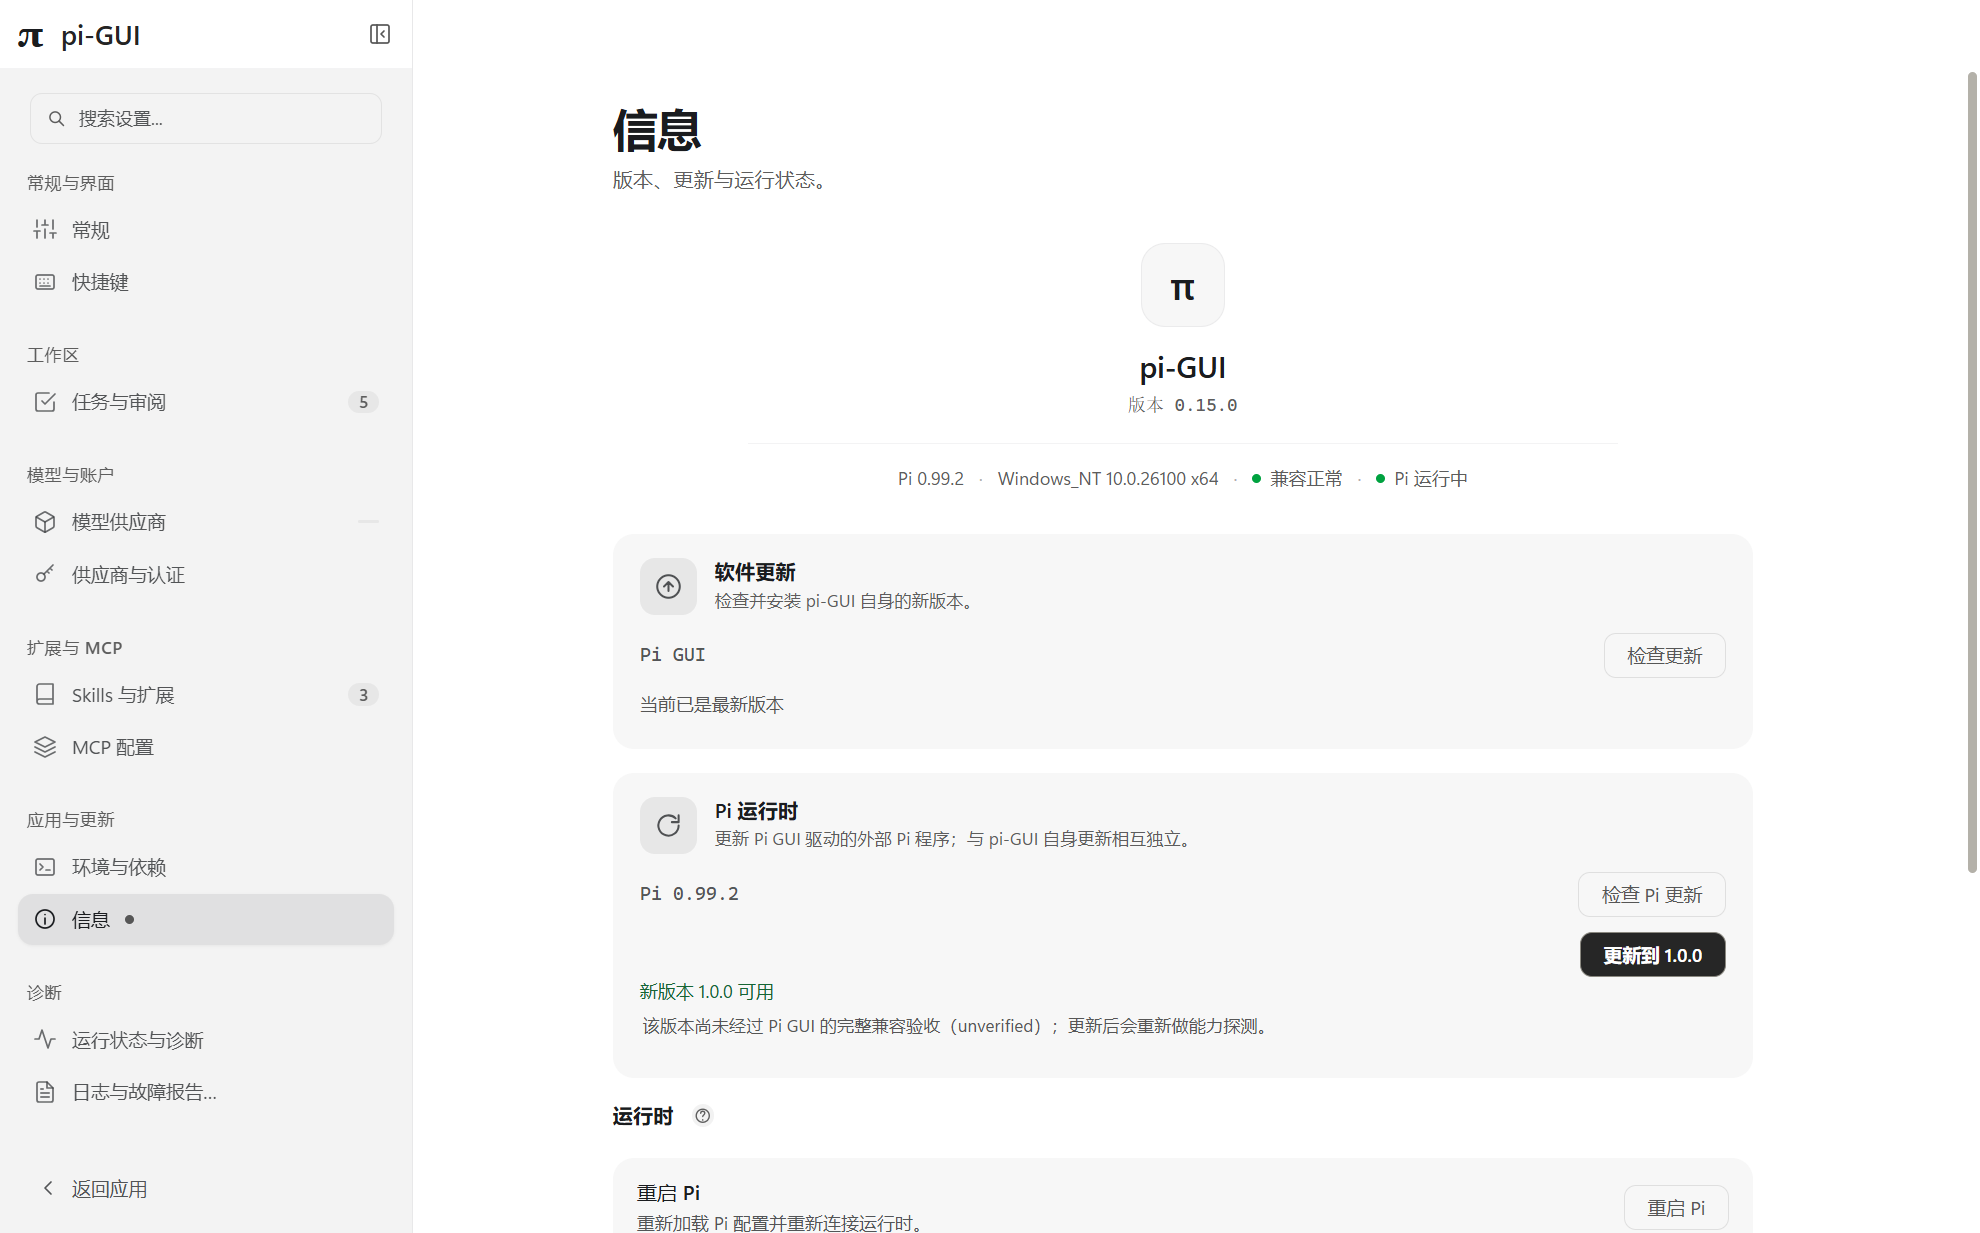 π pi-GUI
搜索设置...
常规与界面
常规
快捷键
工作区
任务与审阅 5
模型与账户
模型供应商
供应商与认证
扩展与 MCP
Skills 与扩展 3
MCP 配置
应用与更新
环境与依赖
信息
诊断
运行状态与诊断
日志与故障报告...
返回应用
信息
版本、更新与运行状态。
π
pi-GUI
版本 0.15.0
Pi 0.99.2 · Windows_NT 10.0.26100 x64 · 兼容正常 · Pi 运行中
软件更新
检查并安装 pi-GUI 自身的新版本。
Pi GUI
检查更新
当前已是最新版本
Pi 运行时
更新 Pi GUI 驱动的外部 Pi 程序；与 pi-GUI 自身更新相互独立。
Pi 0.99.2
检查 Pi 更新
更新到 1.0.0
新版本 1.0.0 可用
该版本尚未经过 Pi GUI 的完整兼容验收（unverified）；更新后会重新做能力探测。
运行时
重启 Pi
重新加载 Pi 配置并重新连接运行时。
重启 Pi